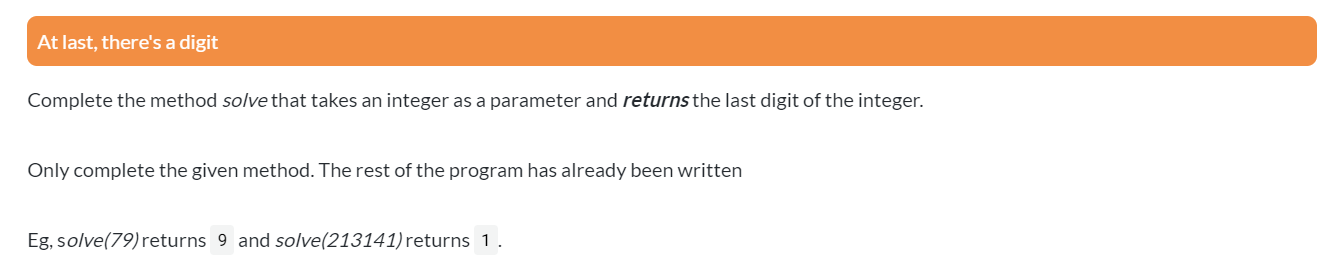 At last, there's a digit
Complete the method solve that takes an integer as a parameter and returns the last digit of the integer.
Only complete the given method. The rest of the program has already been written
Eg, solve(79) returns 9 and solve(213141) returns 1 .